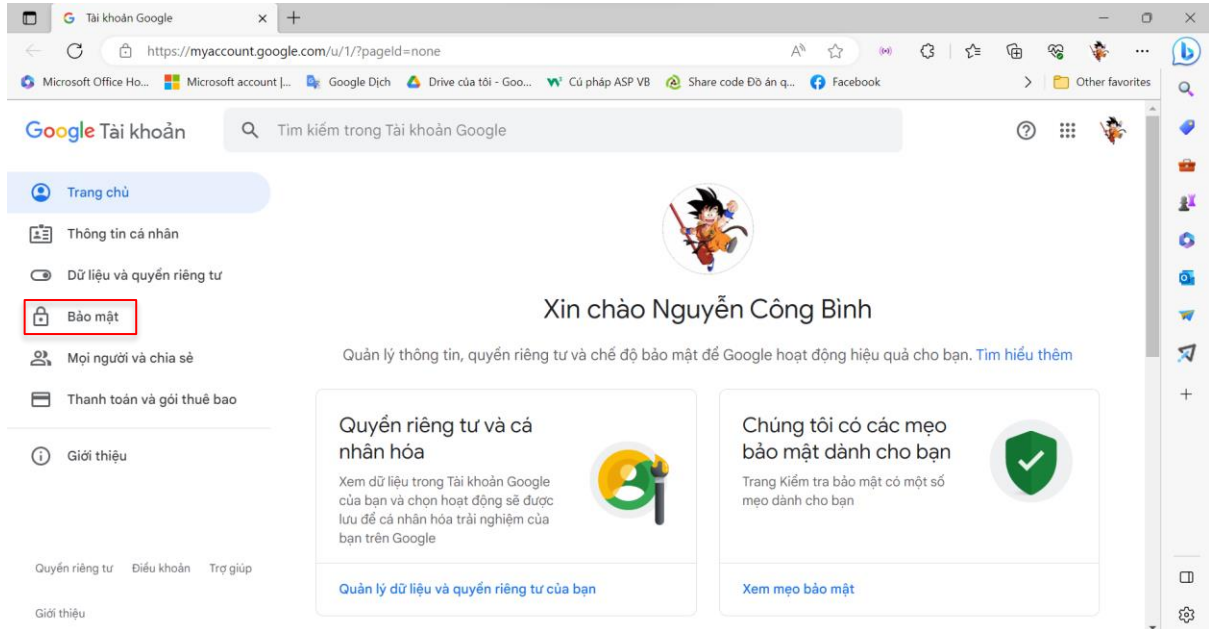 Tài khoản Google
https://myaccount.google.com/u/1/?pageId=none
Microsoft Office Ho... Microsoft account |... Google Dịch Drive của tôi - Goo... Cú pháp ASP VB Share code Đồ án q... Facebook Other favorites
Google Tài khoản
Tìm kiếm trong Tài khoản Google
Trang chủ
Thông tin cá nhân
Dữ liệu và quyền riêng tư
Bảo mật
Mọi người và chia sẻ
Thanh toán và gói thuê bao
Giới thiệu
Quyền riêng tư Điều khoản Trợ giúp
Giới thiệu
Xin chào Nguyễn Công Bình
Quản lý thông tin, quyền riêng tư và chế độ bảo mật để Google hoạt động hiệu quả cho bạn. Tìm hiểu thêm
Quyền riêng tư và cá
nhân hóa
Xem dữ liệu trong Tài khoản Google
của bạn và chọn hoạt động sẽ được
lưu để cá nhân hóa trải nghiệm của
bạn trên Google
Quản lý dữ liệu và quyền riêng tư của bạn
Chúng tôi có các mẹo
bảo mật dành cho bạn
Trang Kiểm tra bảo mật có một số
mẹo dành cho bạn
Xem mẹo bảo mật